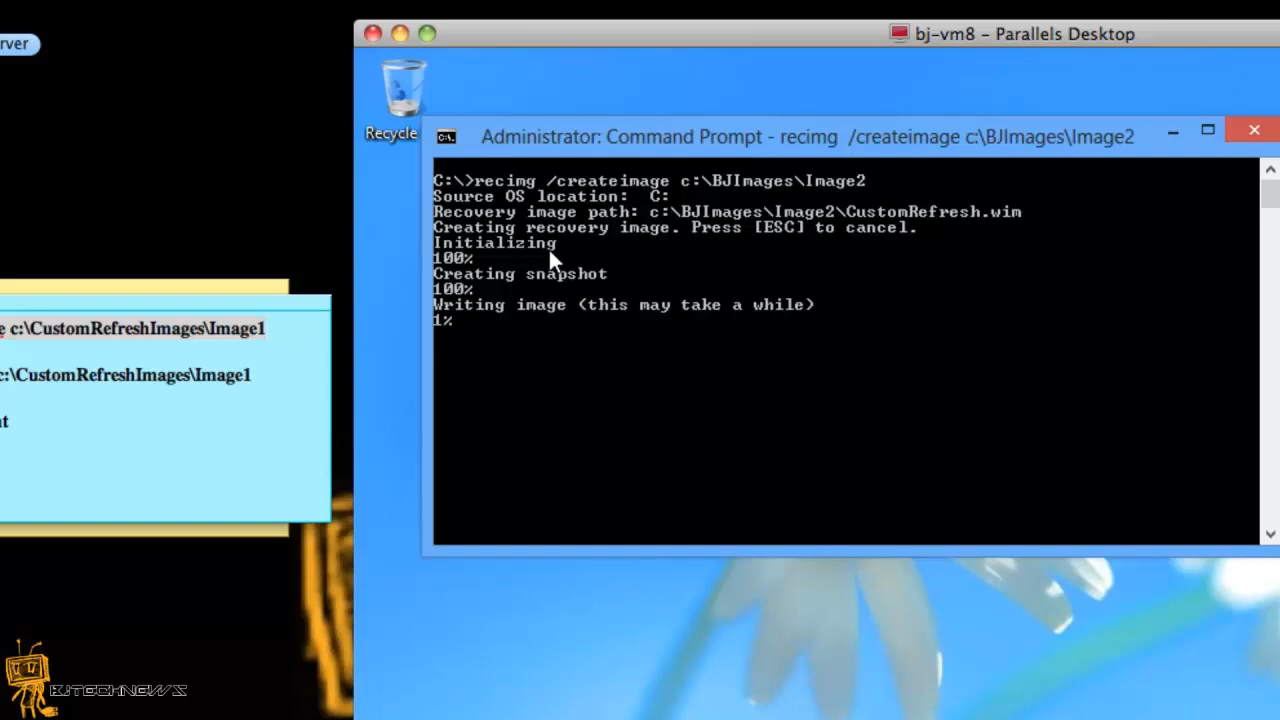 rver
bj-vm8 - Parallels Desktop
Recycle
Administrator: Command Prompt - recimg /createimage c:\BJImages\Image2
C:\>recimg /createimage c:\BJImages\Image2
Source OS location: C:
Recovery image path: c:\BJImages\Image2\CustomRefresh.wim
Creating recovery image. Press [ESC] to cancel.
Initializing
100%
Creating snapshot
100%
Writing image (this may take a while)
1%
e c:\CustomRefreshImages\Image1
c:\CustomRefreshImages\Image1
nt
BJTECHNEWS